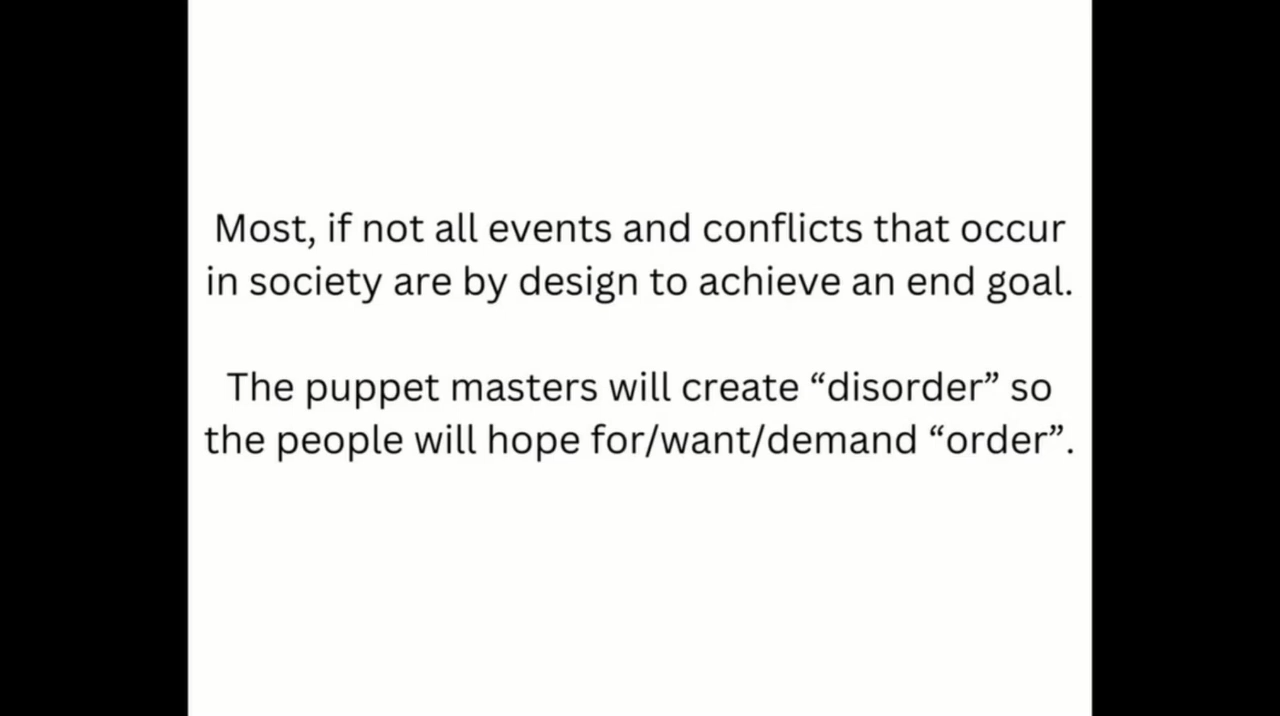 Most, if not all events and conflicts that occur
in society are by design to achieve an end goal.
The puppet masters will create “disorder” so
the people will hope for/want/demand “order”.